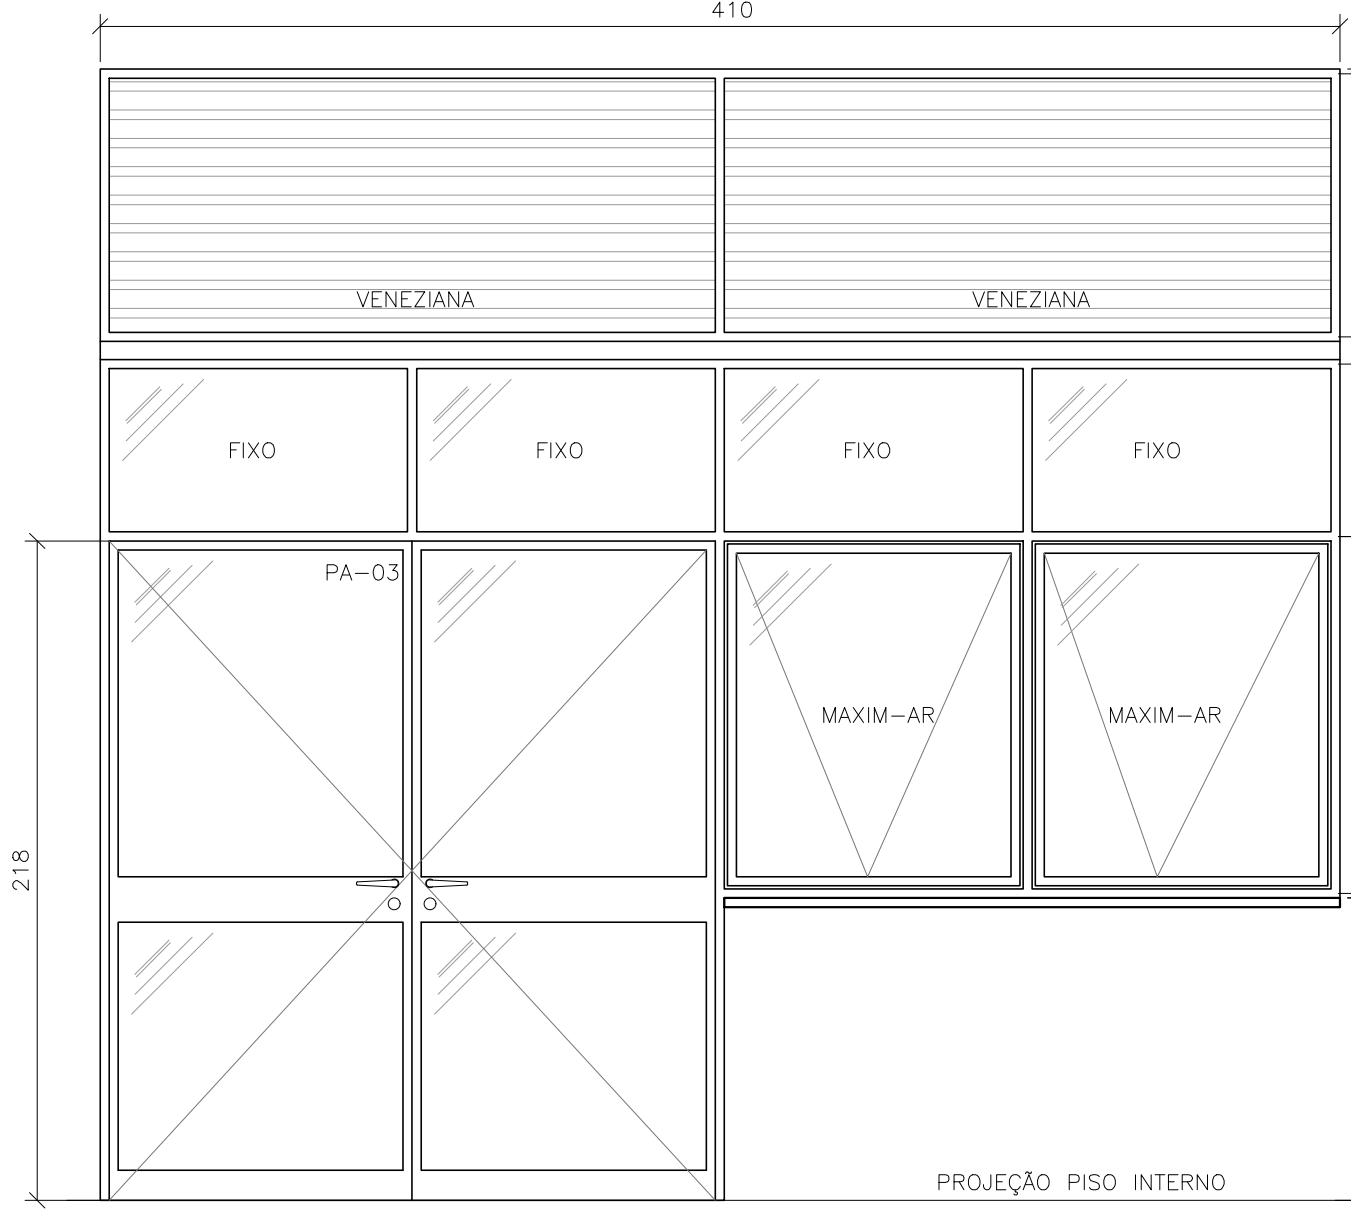 410
VENEZIANA VENEZIANA
FIXO FIXO FIXO FIXO
PA-03
MAXIM-AR MAXIM-AR
218
PROJEÇÃO PISO INTERNO